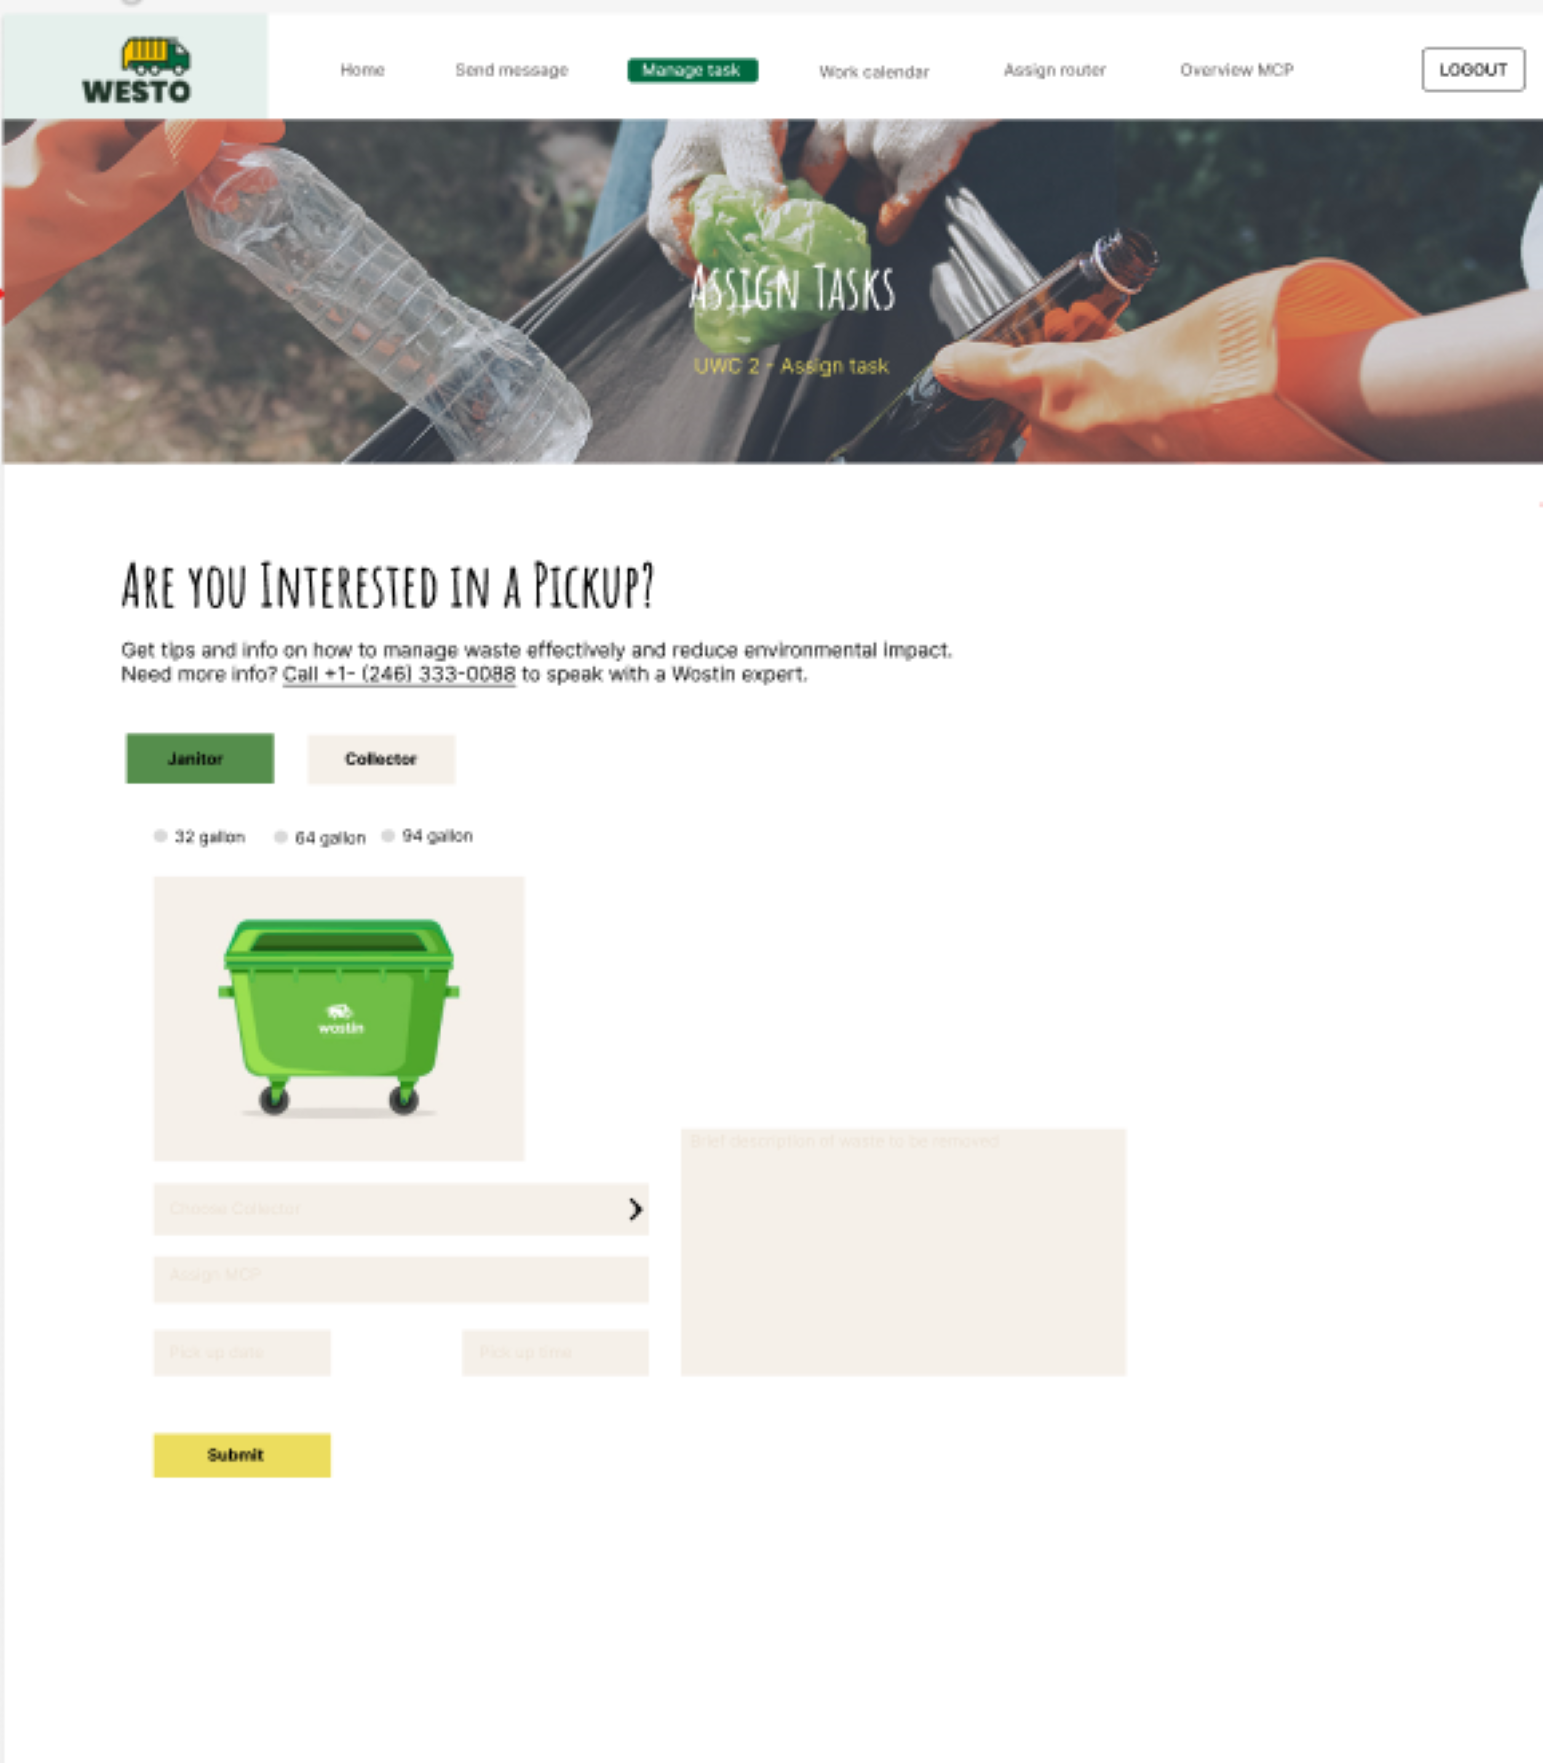 WESTO
Home Send message Manage task Work calendar Assign router Overview MCP LOGOUT
ASSIGN TASKS
UWC 2 - Assign task
ARE YOU INTERESTED IN A PICKUP?
Get tips and info on how to manage waste effectively and reduce environmental impact.
Need more info? Call +1- (246) 333-0088 to speak with a Wostin expert.
Janitor Collector
32 gallon 64 gallon 94 gallon
wostin
Brief description of waste to be removed
Choose Collector
Assign MCP
Pick up date Pick up time
Submit